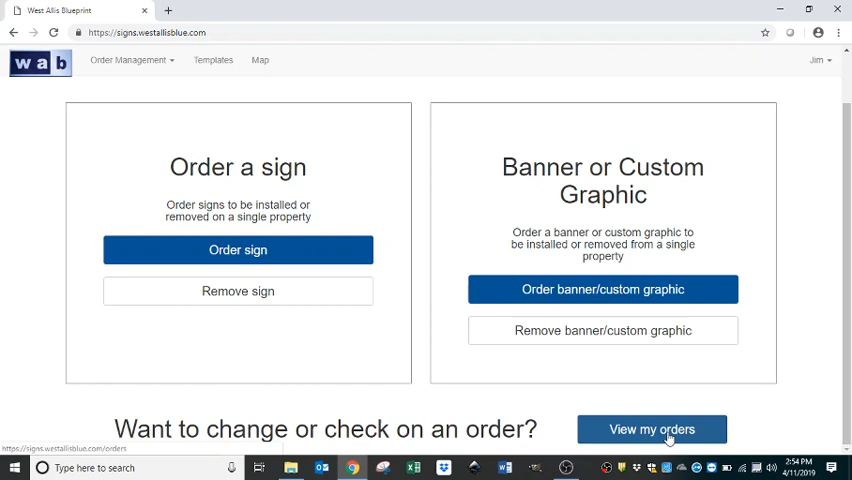 West Allis Blueprint
https://signs.westallisblue.com
wab
Order Management
Templates
Map
Jim
Order a sign
Order signs to be installed or
removed on a single property
Order sign
Remove sign
Banner or Custom
Graphic
Order a banner or custom graphic to
be installed or removed from a single
property
Order banner/custom graphic
Remove banner/custom graphic
Want to change or check on an order?
View my orders
https://signs.westallisblue.com/orders
Type here to search
2:54 PM
4/11/2019